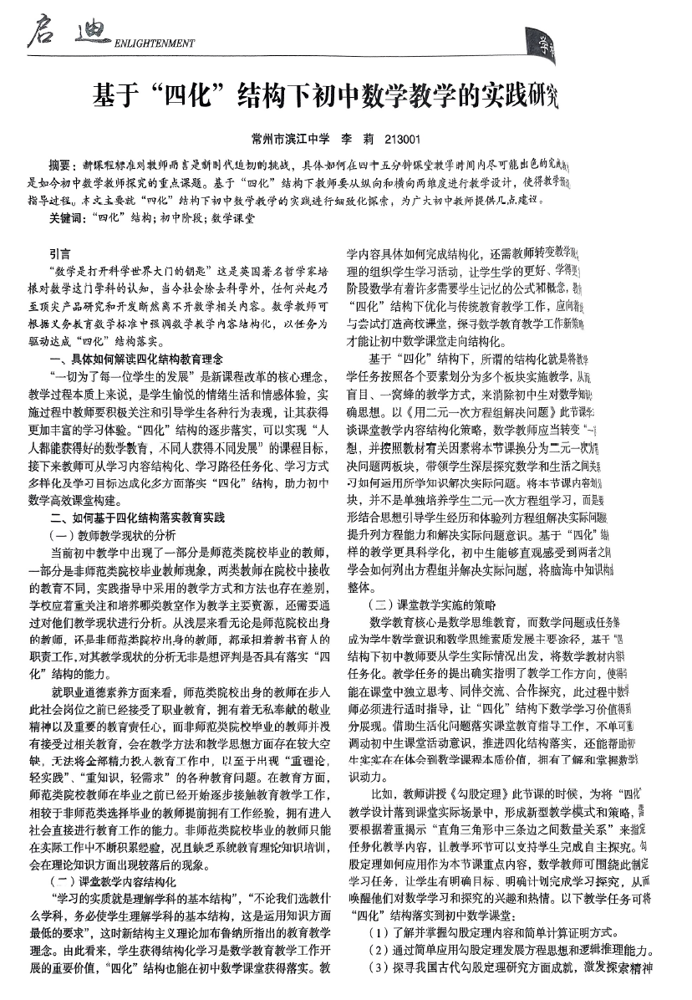 启迪 ENLIGHTENMENT
学
基于“四化”结构下初中数学教学的实践研究
常州市滨江中学 李 莉 213001
摘要：新课程标准对教师而言是新时代迫切的挑战，具体如何在四十五分钟课堂教学时间内尽可能出色的完成
是如今初中数学教师探究的重点课题。基于“四化”结构下教师要从纵向和横向两维度进行教学设计，使得教学
指导过程。本文主要就“四化”结构下初中数学教学的实践进行细致化探索，为广大初中教师提供几点建议。
关键词：“四化”结构；初中阶段；数学课堂
引言
“数学是打开科学世界大门的钥匙”这是英国著名哲学家培
根对数学这门学科的认知，当今社会除去科学外，任何兴起乃
至顶尖产品研究和开发断然离不开数学相关内容。数学教师可
根据义务教育数学标准中强调数学教学内容结构化，以任务为
驱动达成“四化”结构落实。
一、具体如何解读四化结构教育理念
“一切为了每一位学生的发展”是新课程改革的核心理念，
教学过程本质上来说，是学生愉悦的情绪生活和情感体验，实
施过程中教师要积极关注和引导学生各种行为表现，让其获得
更加丰富的学习体验。“四化”结构的逐步落实，可以实现“人
人都能获得好的数学教育，不同人获得不同发展”的课程目标，
接下来教师可从学习内容结构化、学习路径任务化、学习方式
多样化及学习目标达成化多方面落实“四化”结构，助力初中
数学高效课堂构建。
二、如何基于四化结构落实教育实践
（一）教师教学现状的分析
当前初中教学中出现了一部分是师范类院校毕业的教师，
一部分是非师范类院校毕业教师现象，两类教师在院校中接收
的教育不同，实践指导中采用的教学方式和方法也存在差别，
学校应着重关注和培养哪类教室作为教学主要资源，还需要通
过对他们教学现状进行分析。从浅层来看无论是师范院校出身
的教师，还是非师范类院校出身的教师，都承担着教书育人的
职责工作，对其教学现状的分析无非是想评判是否具有落实“四
化”结构的能力。
就职业道德素养方面来看，师范类院校出身的教师在步入
此社会岗位之前已经接受了职业教育，拥有着无私奉献的敬业
精神以及重要的教育责任心，而非师范类院校毕业的教师并没
有接受过相关教育，会在教学方法和教学思想方面存在较大空
缺，无法将全部精力投入教育工作中，以至于出现“重理论，
轻实践”、“重知识，轻需求”的各种教育问题。在教育方面，
师范类院校教师在毕业之前已经开始逐步接触教育教学工作，
相较于非师范类选择毕业的教师提前拥有工作经验，拥有进入
社会直接进行教育工作的能力。非师范类院校毕业的教师只能
在实际工作中不断积累经验，况且缺乏系统教育理论知识培训，
会在理论知识方面出现较落后的现象。
（二）课堂教学内容结构化
“学习的实质就是理解学科的基本结构”，“不论我们选教什
么学科，务必使学生理解学科的基本结构，这是运用知识方面
最低的要求”，这时新结构主义理论加布鲁纳所指出的教育教学
理念。由此看来，学生获得结构化学习是数学教育教学工作开
展的重要价值，“四化”结构也能在初中数学课堂获得落实。教
学内容具体如何完成结构化，还需教师转变教学
理的组织学生学习活动，让学生学的更好、学得
阶段数学有着许多需要学生记忆的公式和概念，
“四化”结构下优化与传统教育教学工作，应向着
与尝试打造高校课堂，探寻数学教育教学工作新策略
才能让初中数学课堂走向结构化。
基于“四化”结构下，所谓的结构化就是将教学
学任务按照各个要素划分为多个板块实施教学，从而
盲目、一窝蜂的教学方式，来消除初中生对数学知识
确思想。以《用二元一次方程组解决问题》此节课学
谈课堂教学内容结构化策略，数学教师应当转变“一
想，并按照教材有关因素将本节课换分为二元一次方程
决问题两板块，带领学生深层探究数学和生活之间关系
习如何运用所学知识解决实际问题。将本节课内容划
块，并不是单独培养学生二元一次方程组学习，而是
形结合思想引导学生经历和体验列方程组解决实际问题
提升列方程能力和解决实际问题意识。基于“四化”结
样的教学更具科学化，初中生能够直观感受到两者之间
学会如何列出方程组并解决实际问题，将脑海中知识构
整体。
（三）课堂教学实施的策略
数学教育核心是数学思维教育，而数学问题或任务
成为学生数学意识和数学思维素质发展主要途径，基于“四
结构下初中教师要从学生实际情况出发，将数学教材内容
任务化。教学任务的提出确实指明了教学工作方向，使得
能在课堂中独立思考、同伴交流、合作探究，此过程中数学
师必须进行适时指导，让“四化”结构下数学学习价值得到
分展现。借助生活化问题落实课堂教育指导工作，不单可
调动初中生课堂活动意识，推进四化结构落实，还能帮助初
生实实在在体会到数学课程本质价值，拥有了解和掌握数学
识动力。
比如，教师讲授《勾股定理》此节课的时候，为将“四化”
教学设计落到课堂实际场景中，形成新型教学模式和策略，
要根据着重揭示“直角三角形中三条边之间数量关系”来指定
任务化教学内容，让教学环节可以支持学生完成自主探究。勾
股定理如何应用作为本节课重点内容，数学教师可围绕此制定
学习任务，让学生有明确目标、明确计划完成学习探究，从而
唤醒他们对数学学习和探究的兴趣和热情。以下教学任务可将
“四化”结构落实到初中数学课堂：
（1）了解并掌握勾股定理内容和简单计算证明方式。
（2）通过简单应用勾股定理发展方程思想和逻辑推理能力。
（3）探寻我国古代勾股定理研究方面成就，激发探索精神